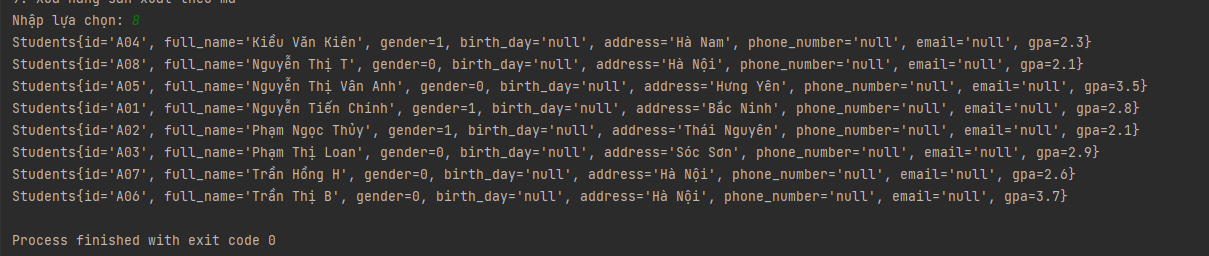 7. Xoá hãng sản xuất theo mã
Nhập lựa chọn: 8
Students{id='A04', full_name='Kiều Văn Kiên', gender=1, birth_day='null', address='Hà Nam', phone_number='null', email='null', gpa=2.3}
Students{id='A08', full_name='Nguyễn Thị T', gender=0, birth_day='null', address='Hà Nội', phone_number='null', email='null', gpa=2.1}
Students{id='A05', full_name='Nguyễn Thị Vân Anh', gender=0, birth_day='null', address='Hưng Yên', phone_number='null', email='null', gpa=3.5}
Students{id='A01', full_name='Nguyễn Tiến Chính', gender=1, birth_day='null', address='Bắc Ninh', phone_number='null', email='null', gpa=2.8}
Students{id='A02', full_name='Phạm Ngọc Thủy', gender=1, birth_day='null', address='Thái Nguyên', phone_number='null', email='null', gpa=2.1}
Students{id='A03', full_name='Phạm Thị Loan', gender=0, birth_day='null', address='Sóc Sơn', phone_number='null', email='null', gpa=2.9}
Students{id='A07', full_name='Trần Hồng H', gender=0, birth_day='null', address='Hà Nội', phone_number='null', email='null', gpa=2.6}
Students{id='A06', full_name='Trần Thị B', gender=0, birth_day='null', address='Hà Nội', phone_number='null', email='null', gpa=3.7}
Process finished with exit code 0